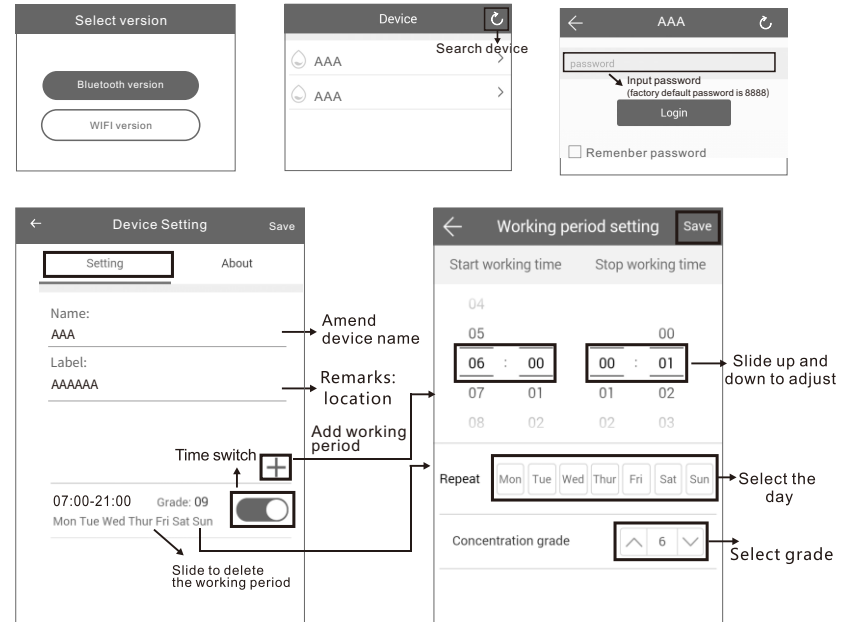 Select version
Bluetooth version
WIFI version
Device
Search device
AAA
AAA
AAA
password
Input password
(factory default password is 8888)
Login
Remenber password
Device Setting
Save
Setting
About
Name:
AAA
Amend
device name
Label:
AAAAAA
Remarks:
location
Add working
period
Time switch
07:00-21:00
Grade: 09
Mon Tue Wed Thur Fri Sat Sun
Slide to delete
the working period
Working period setting
Save
Start working time
Stop working time
04
05
00
06 : 00
00 : 01
07 01
01 02
08 02
02 03
Slide up and
down to adjust
Repeat
Mon Tue Wed Thur Fri Sat Sun
Select the
day
Concentration grade
6
Select grade